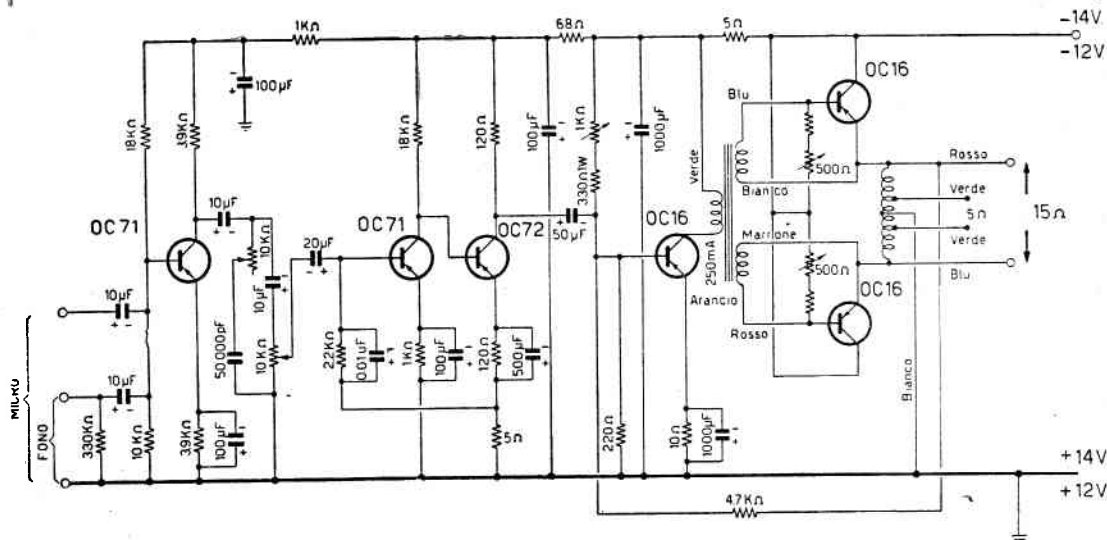 1KΩ
68Ω
5Ω
-14V
-12V
OC16
100µF
18KΩ
39KΩ
18KΩ
120Ω
100µF
1KΩ
330Ω1W
1000µF
Verde
Blu
Bianco
500Ω
Rosso
Verde
5Ω
Verde
Blu
15Ω
OC71
10µF
10KΩ
10µF
20µF
OC71
OC72
50µF
OC16
250mA
Marrone
Arancio
Rosso
500Ω
OC16
Bianco
10µF
10µF
MICRO
FONO
330KΩ
10KΩ
39KΩ
100µF
50000pF
10KΩ
22KΩ
0.01µF
1KΩ
100µF
120Ω
500µF
5Ω
220Ω
10Ω
1000µF
47KΩ
+14V
+12V